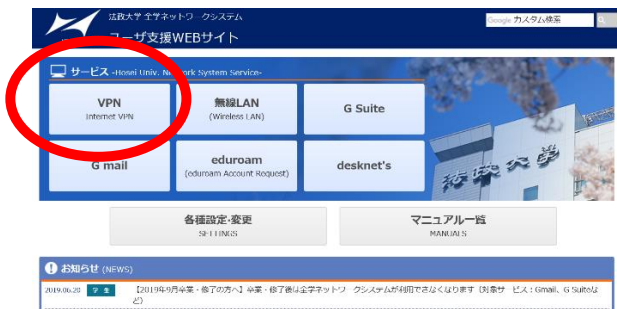 法政大学 全学ネットワークシステム
ユーザ支援WEBサイト
Google カスタム検索
サービス -Hosei Univ. Network System Service-
VPN
Internet VPN
無線LAN
(Wireless LAN)
G Suite
G mail
eduroam
(eduroam Account Request)
desknet's
法政大学
各種設定・変更
SETTINGS
マニュアル一覧
MANUALS
お知らせ (NEWS)
2019.06.20 学生 【2019年9月卒業・修了の方へ】卒業・修了後は全学ネットワークシステムが利用できなくなります（対象サービス：Gmail、G Suiteな
ど）